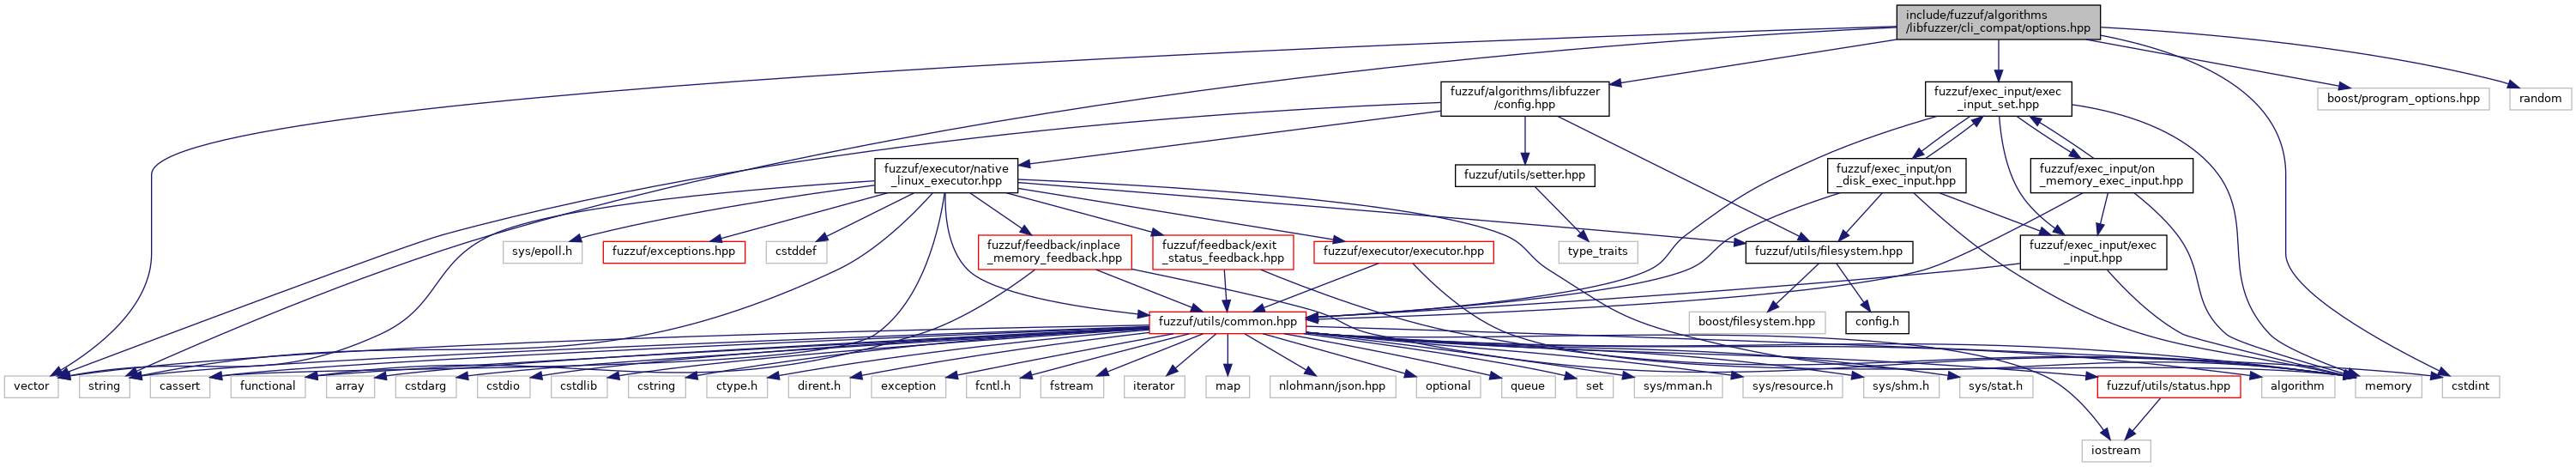 include/fuzzuf/algorithms
/libfuzzer/cli_compat/options.hpp
fuzzuf/algorithms/libfuzzer
/config.hpp
fuzzuf/exec_input/exec
_input_set.hpp
boost/program_options.hpp
random
fuzzuf/executor/native
_linux_executor.hpp
fuzzuf/utils/setter.hpp
fuzzuf/exec_input/on
_disk_exec_input.hpp
fuzzuf/exec_input/on
_memory_exec_input.hpp
sys/epoll.h
fuzzuf/exceptions.hpp
cstddef
fuzzuf/feedback/inplace
_memory_feedback.hpp
fuzzuf/feedback/exit
_status_feedback.hpp
fuzzuf/executor/executor.hpp
type_traits
fuzzuf/utils/filesystem.hpp
fuzzuf/exec_input/exec
_input.hpp
fuzzuf/utils/common.hpp
boost/filesystem.hpp
config.h
vector
string
cassert
functional
array
cstdarg
cstdio
cstdlib
cstring
ctype.h
dirent.h
exception
fcntl.h
fstream
iterator
map
nlohmann/json.hpp
optional
queue
set
sys/mman.h
sys/resource.h
sys/shm.h
sys/stat.h
fuzzuf/utils/status.hpp
algorithm
memory
cstdint
iostream